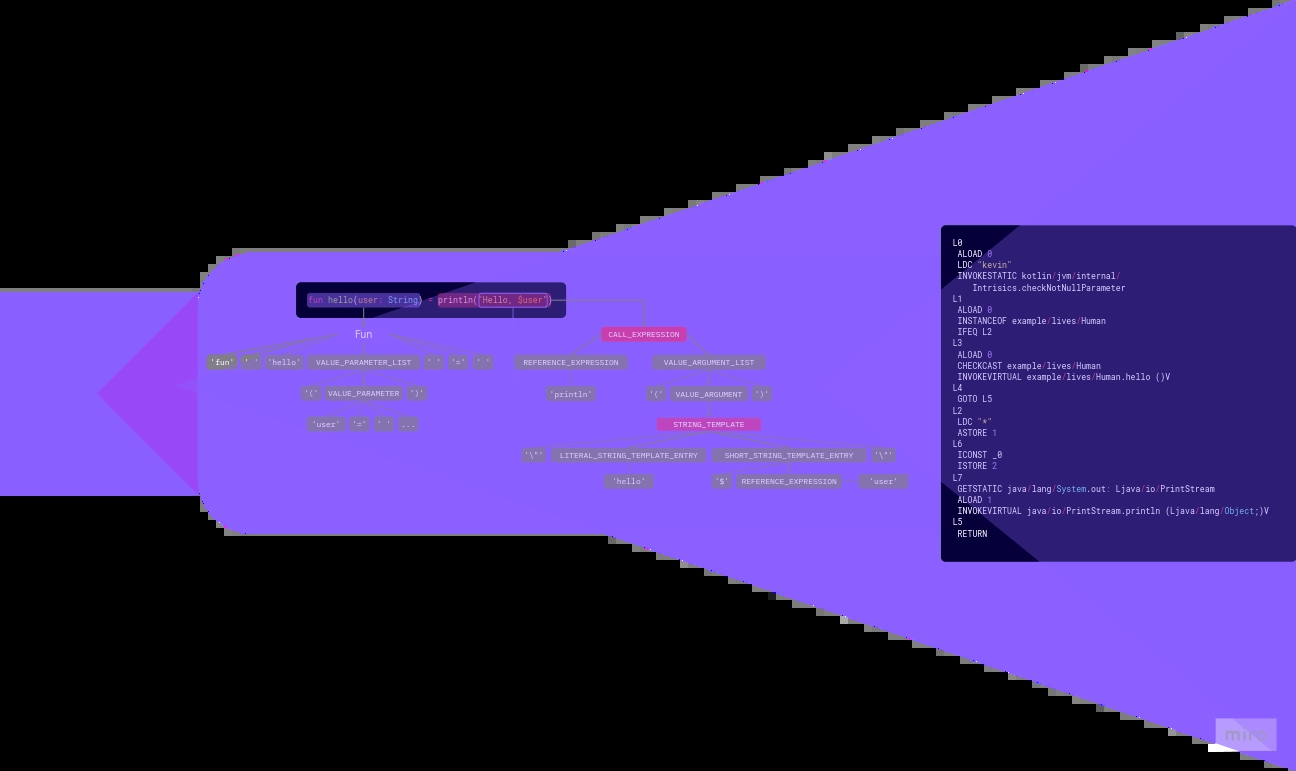 fun hello(user: String) = println("Hello, $user")
Fun
CALL_EXPRESSION
'fun' ' ' 'hello' VALUE_PARAMETER_LIST ' ' '=' ' ' REFERENCE_EXPRESSION VALUE_ARGUMENT_LIST
'(' VALUE_PARAMETER ')' 'println' '(' VALUE_ARGUMENT ')'
'user' '=' ' ' ... STRING_TEMPLATE
'\"' LITERAL_STRING_TEMPLATE_ENTRY SHORT_STRING_TEMPLATE_ENTRY '\"'
'hello' '$' REFERENCE_EXPRESSION 'user'
L0
ALOAD 0
LDC "kevin"
INVOKESTATIC kotlin/jvm/internal/
Intrisics.checkNotNullParameter
L1
ALOAD 0
INSTANCEOF example/lives/Human
IFEQ L2
L3
ALOAD 0
CHECKCAST example/lives/Human
INVOKEVIRTUAL example/lives/Human.hello ()V
L4
GOTO L5
L2
LDC "*"
ASTORE 1
L6
ICONST _0
ISTORE 2
L7
GETSTATIC java/lang/System.out: Ljava/io/PrintStream
ALOAD 1
INVOKEVIRTUAL java/io/PrintStream.println (Ljava/lang/Object;)V
L5
RETURN
miro